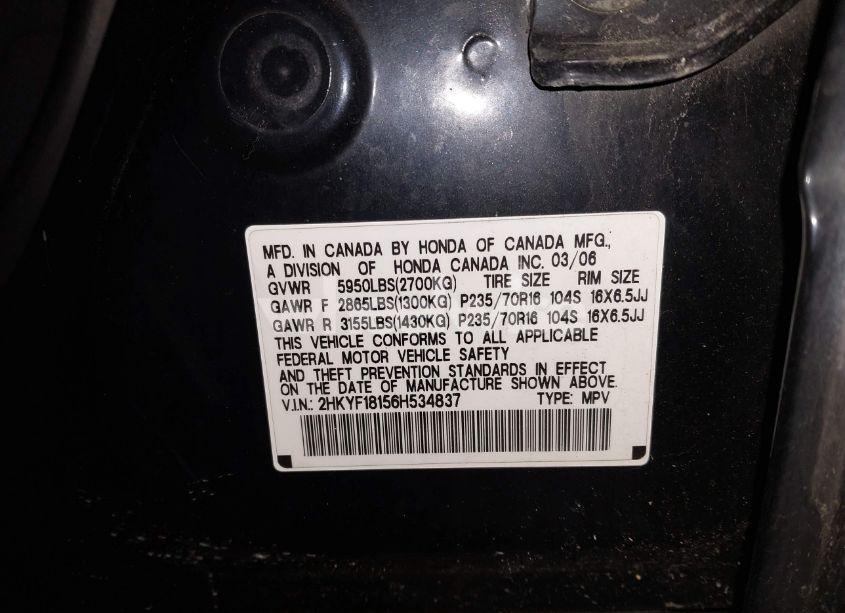 MFD. IN CANADA BY HONDA OF CANADA MFG.,
A DIVISION OF HONDA CANADA INC. 03/06
GVWR 5950LBS(2700KG) TIRE SIZE RIM SIZE
GAWR F 2865LBS(1300KG) P235/70R16 104S 16X6.5JJ
GAWR R 3155LBS(1430KG) P235/70R16 104S 16X6.5JJ
THIS VEHICLE CONFORMS TO ALL APPLICABLE
FEDERAL MOTOR VEHICLE SAFETY
AND THEFT PREVENTION STANDARDS IN EFFECT
ON THE DATE OF MANUFACTURE SHOWN ABOVE.
V.I.N.: 2HKYF18156H534837 TYPE: MPV